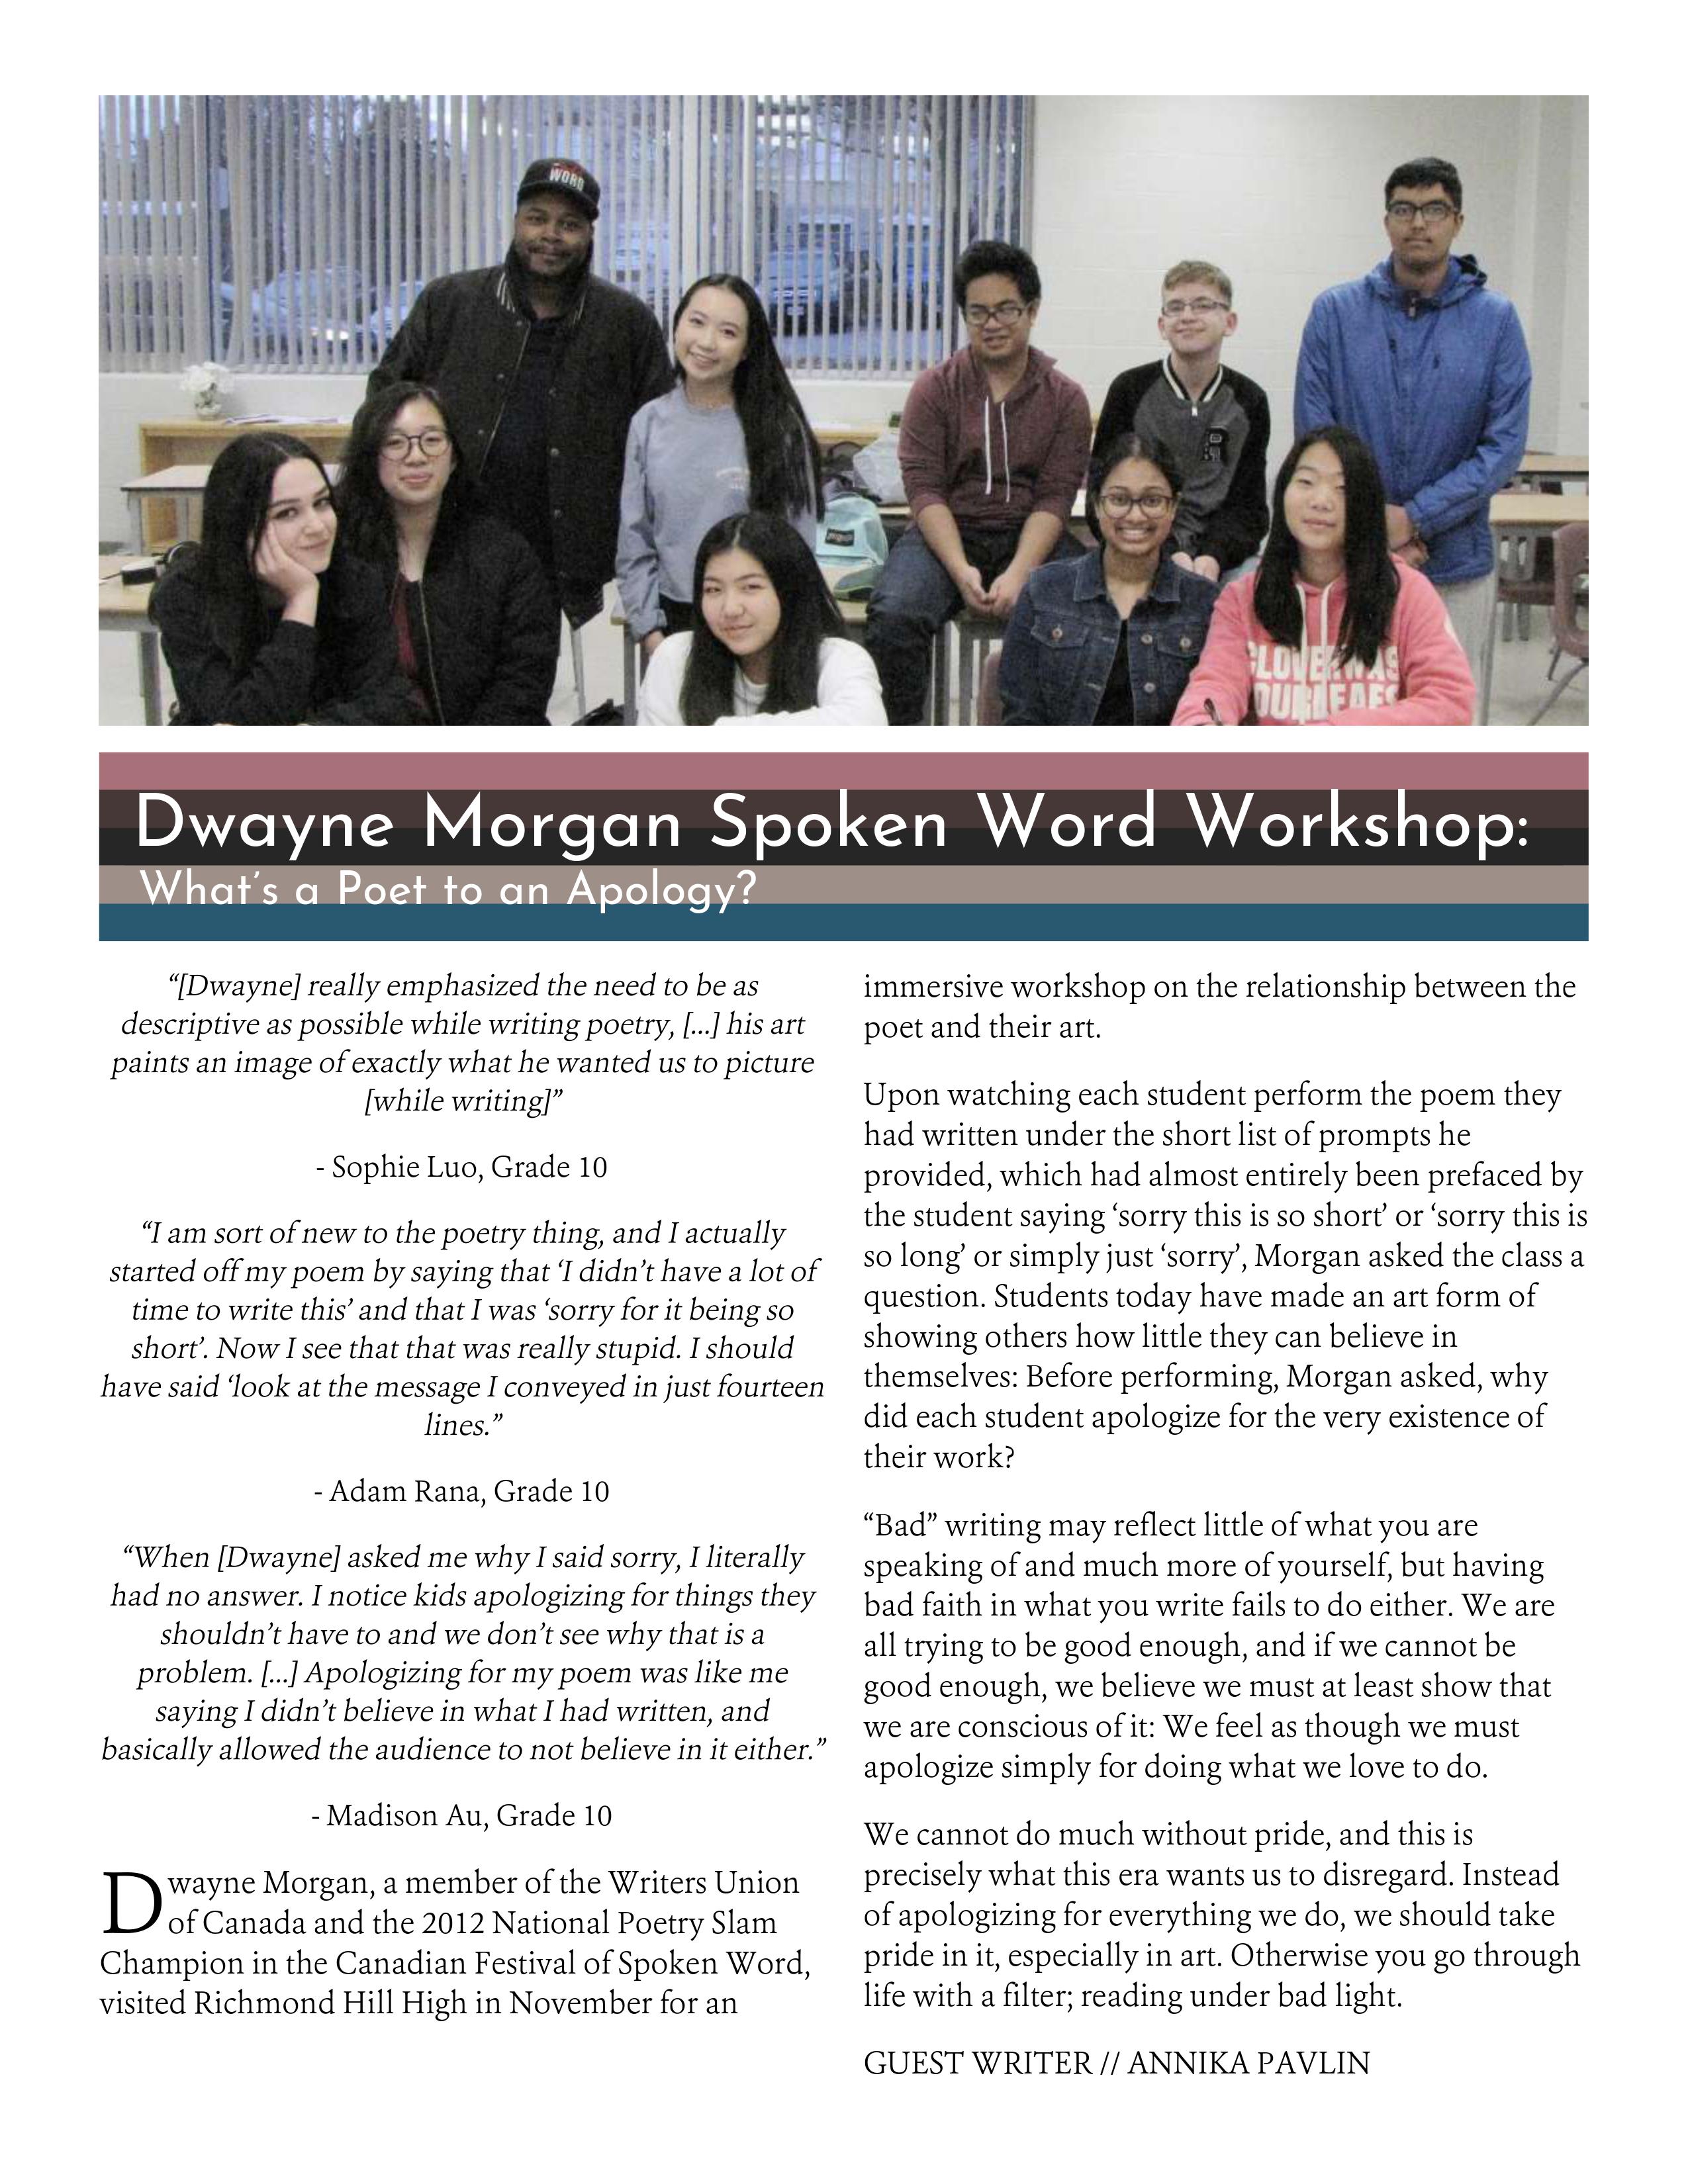 WORD
R
Dwayne Morgan Spoken Word Workshop:
What's a Poet to an Apology?
“[Dwayne] really emphasized the need to be as
descriptive as possible while writing poetry, [...] his art
paints an image of exactly what he wanted us to picture
[while writing]”
- Sophie Luo, Grade 10
“I am sort of new to the poetry thing, and I actually
started off my poem by saying that ‘I didn’t have a lot of
time to write this’ and that I was ‘sorry for it being so
short’. Now I see that that was really stupid. I should
have said ‘look at the message I conveyed in just fourteen
lines.”
- Adam Rana, Grade 10
“When [Dwayne] asked me why I said sorry, I literally
had no answer. I notice kids apologizing for things they
shouldn’t have to and we don’t see why that is a
problem. [...] Apologizing for my poem was like me
saying I didn’t believe in what I had written, and
basically allowed the audience to not believe in it either.”
- Madison Au, Grade 10
Dwayne Morgan, a member of the Writers Union
of Canada and the 2012 National Poetry Slam
Champion in the Canadian Festival of Spoken Word,
visited Richmond Hill High in November for an
immersive workshop on the relationship between the
poet and their art.
Upon watching each student perform the poem they
had written under the short list of prompts he
provided, which had almost entirely been prefaced by
the student saying ‘sorry this is so short’ or ‘sorry this is
so long’ or simply just ‘sorry’, Morgan asked the class a
question. Students today have made an art form of
showing others how little they can believe in
themselves: Before performing, Morgan asked, why
did each student apologize for the very existence of
their work?
“Bad” writing may reflect little of what you are
speaking of and much more of yourself, but having
bad faith in what you write fails to do either. We are
all trying to be good enough, and if we cannot be
good enough, we believe we must at least show that
we are conscious of it: We feel as though we must
apologize simply for doing what we love to do.
We cannot do much without pride, and this is
precisely what this era wants us to disregard. Instead
of apologizing for everything we do, we should take
pride in it, especially in art. Otherwise you go through
life with a filter; reading under bad light.
GUEST WRITER // ANNIKA PAVLIN